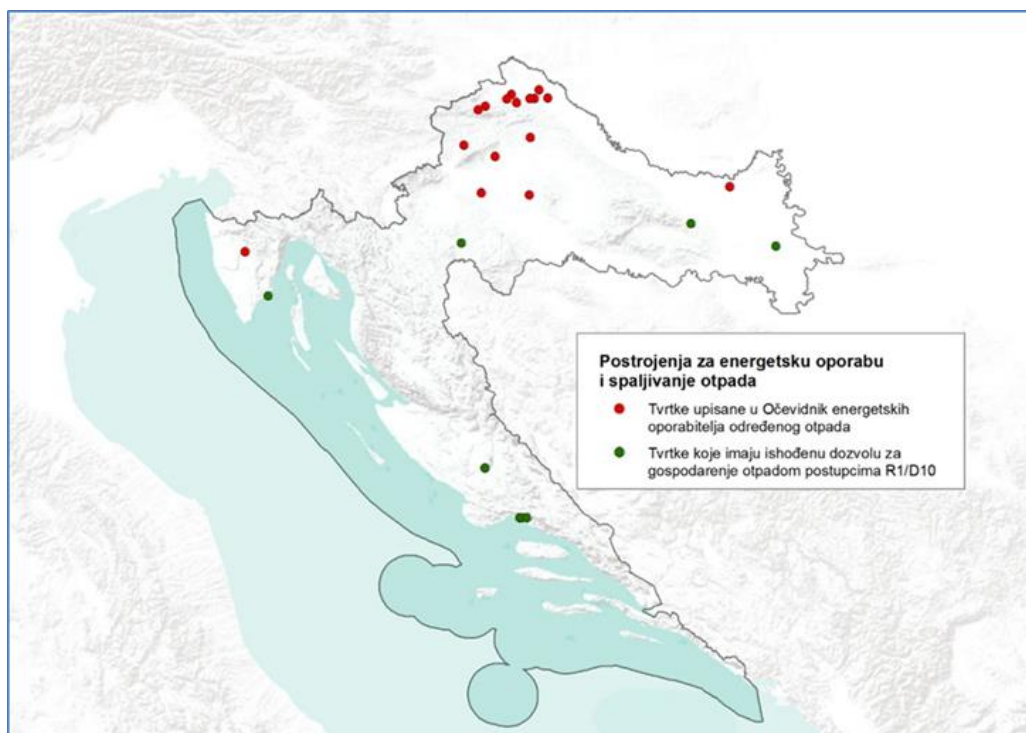 Postrojenja za energetsku oporabu
i spaljivanje otpada
Tvrtke upisane u Očevidnik energetskih
oporabitelja određenog otpada
Tvrtke koje imaju ishođenu dozvolu za
gospodarenje otpadom postupcima R1/D10